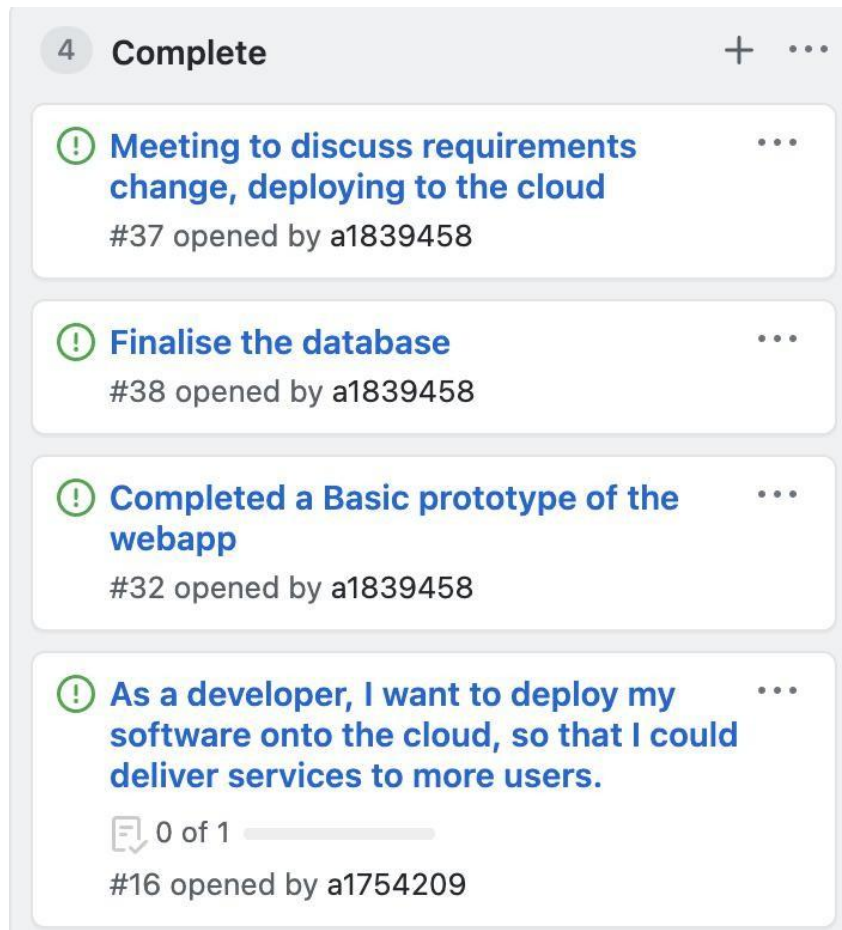 4 Complete
Meeting to discuss requirements
change, deploying to the cloud
#37 opened by a1839458
Finalise the database
#38 opened by a1839458
Completed a Basic prototype of the
webapp
#32 opened by a1839458
As a developer, I want to deploy my
software onto the cloud, so that I could
deliver services to more users.
0 of 1
#16 opened by a1754209